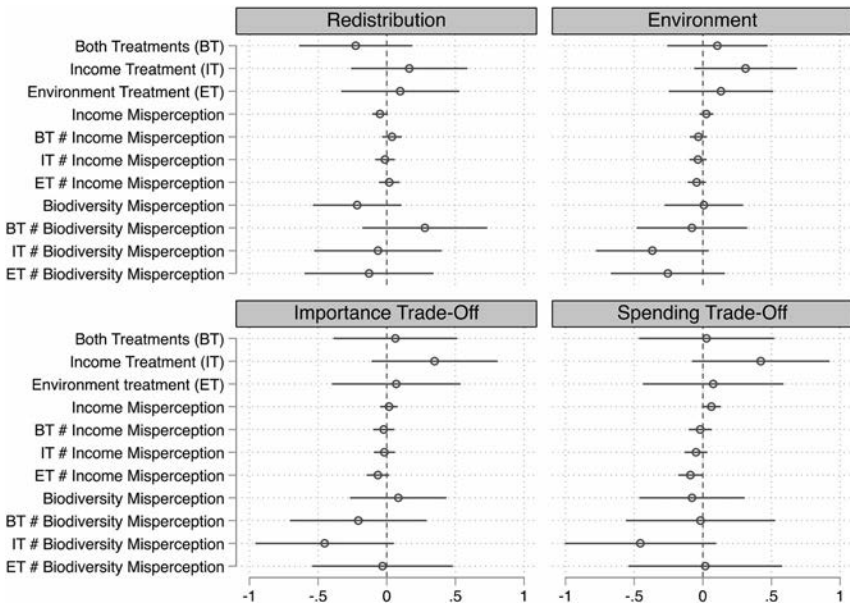 Redistribution
Environment
Both Treatments (BT)
Income Treatment (IT)
Environment Treatment (ET)
Income Misperception
BT # Income Misperception
IT # Income Misperception
ET # Income Misperception
Biodiversity Misperception
BT # Biodiversity Misperception
IT # Biodiversity Misperception
ET # Biodiversity Misperception
Importance Trade-Off
Spending Trade-Off
Both Treatments (BT)
Income Treatment (IT)
Environment treatment (ET)
Income Misperception
BT # Income Misperception
IT # Income Misperception
ET # Income Misperception
Biodiversity Misperception
BT # Biodiversity Misperception
IT # Biodiversity Misperception
ET # Biodiversity Misperception
-1 -.5 0 .5 1 -1 -.5 0 .5 1